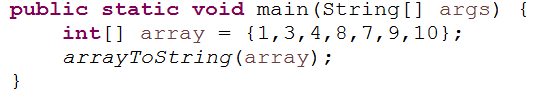 public static void main(String[] args) {
    int[] array = {1,3,4,8,7,9,10};
    arrayToString(array);
}